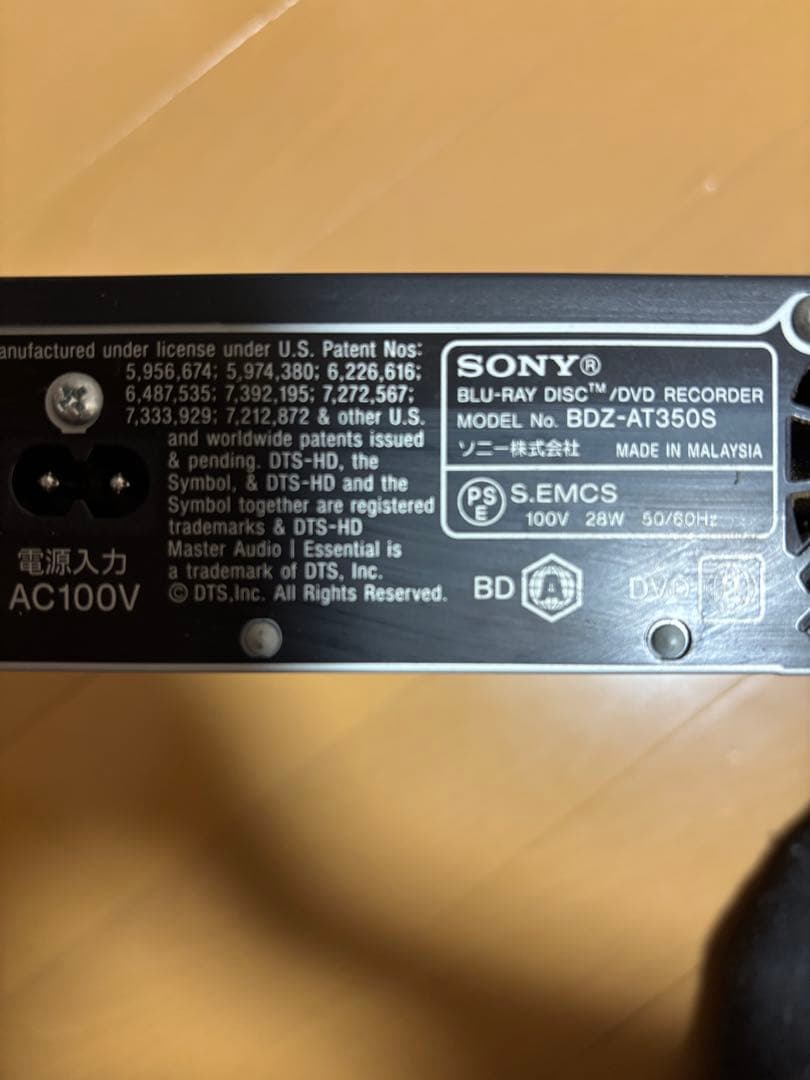 anufactured under license under U.S. Patent Nos:
5,956,674; 5,974,380; 6,226,616;
6,487,535; 7,392,195; 7,272,567;
7,333,929; 7,212,872 & other U.S.
and worldwide patents issued
& pending. DTS-HD, the
Symbol, & DTS-HD and the
Symbol together are registered
trademarks & DTS-HD
Master Audio | Essential is
a trademark of DTS, Inc.
© DTS,Inc. All Rights Reserved.
電源入力
AC100V
SONY®
BLU-RAY DISC™/DVD RECORDER
MODEL No. BDZ-AT350S
ソニー株式会社 MADE IN MALAYSIA
PS
E
S.EMCS
100V 28W 50/60Hz
BD A
DVD